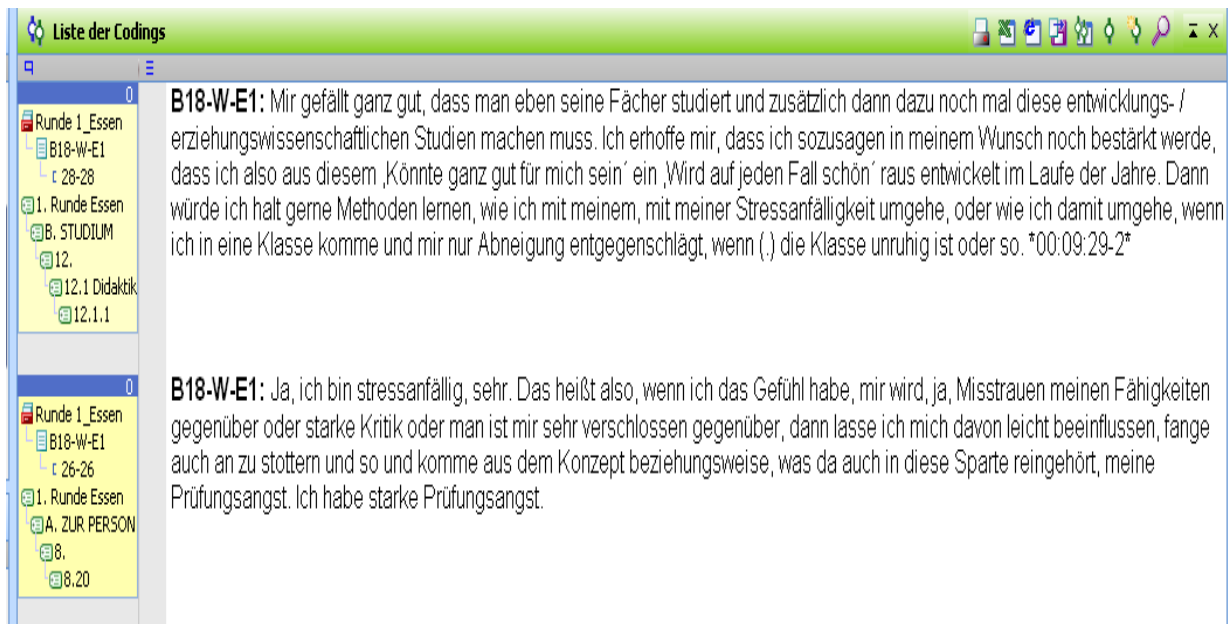 Liste der Codings
0
Runde 1_Essen
B18-W-E1
28-28
1. Runde Essen
B. STUDIUM
12.
12.1 Didaktik
12.1.1
B18-W-E1: Mir gefällt ganz gut, dass man eben seine Fächer studiert und zusätzlich dann dazu noch mal diese entwicklungs- /
erziehungswissenschaftlichen Studien machen muss. Ich erhoffe mir, dass ich sozusagen in meinem Wunsch noch bestärkt werde,
dass ich also aus diesem ‚Könnte ganz gut für mich sein´ ein ‚Wird auf jeden Fall schön´ raus entwickelt im Laufe der Jahre. Dann
würde ich halt gerne Methoden lernen, wie ich mit meinem, mit meiner Stressanfälligkeit umgehe, oder wie ich damit umgehe, wenn
ich in eine Klasse komme und mir nur Abneigung entgegenschlägt, wenn (.) die Klasse unruhig ist oder so. *00:09:29-2*
0
Runde 1_Essen
B18-W-E1
26-26
1. Runde Essen
A. ZUR PERSON
8.
8.20
B18-W-E1: Ja, ich bin stressanfällig, sehr. Das heißt also, wenn ich das Gefühl habe, mir wird, ja, Misstrauen meinen Fähigkeiten
gegenüber oder starke Kritik oder man ist mir sehr verschlossen gegenüber, dann lasse ich mich davon leicht beeinflussen, fange
auch an zu stottern und so und komme aus dem Konzept beziehungsweise, was da auch in diese Sparte reingehört, meine
Prüfungsangst. Ich habe starke Prüfungsangst.